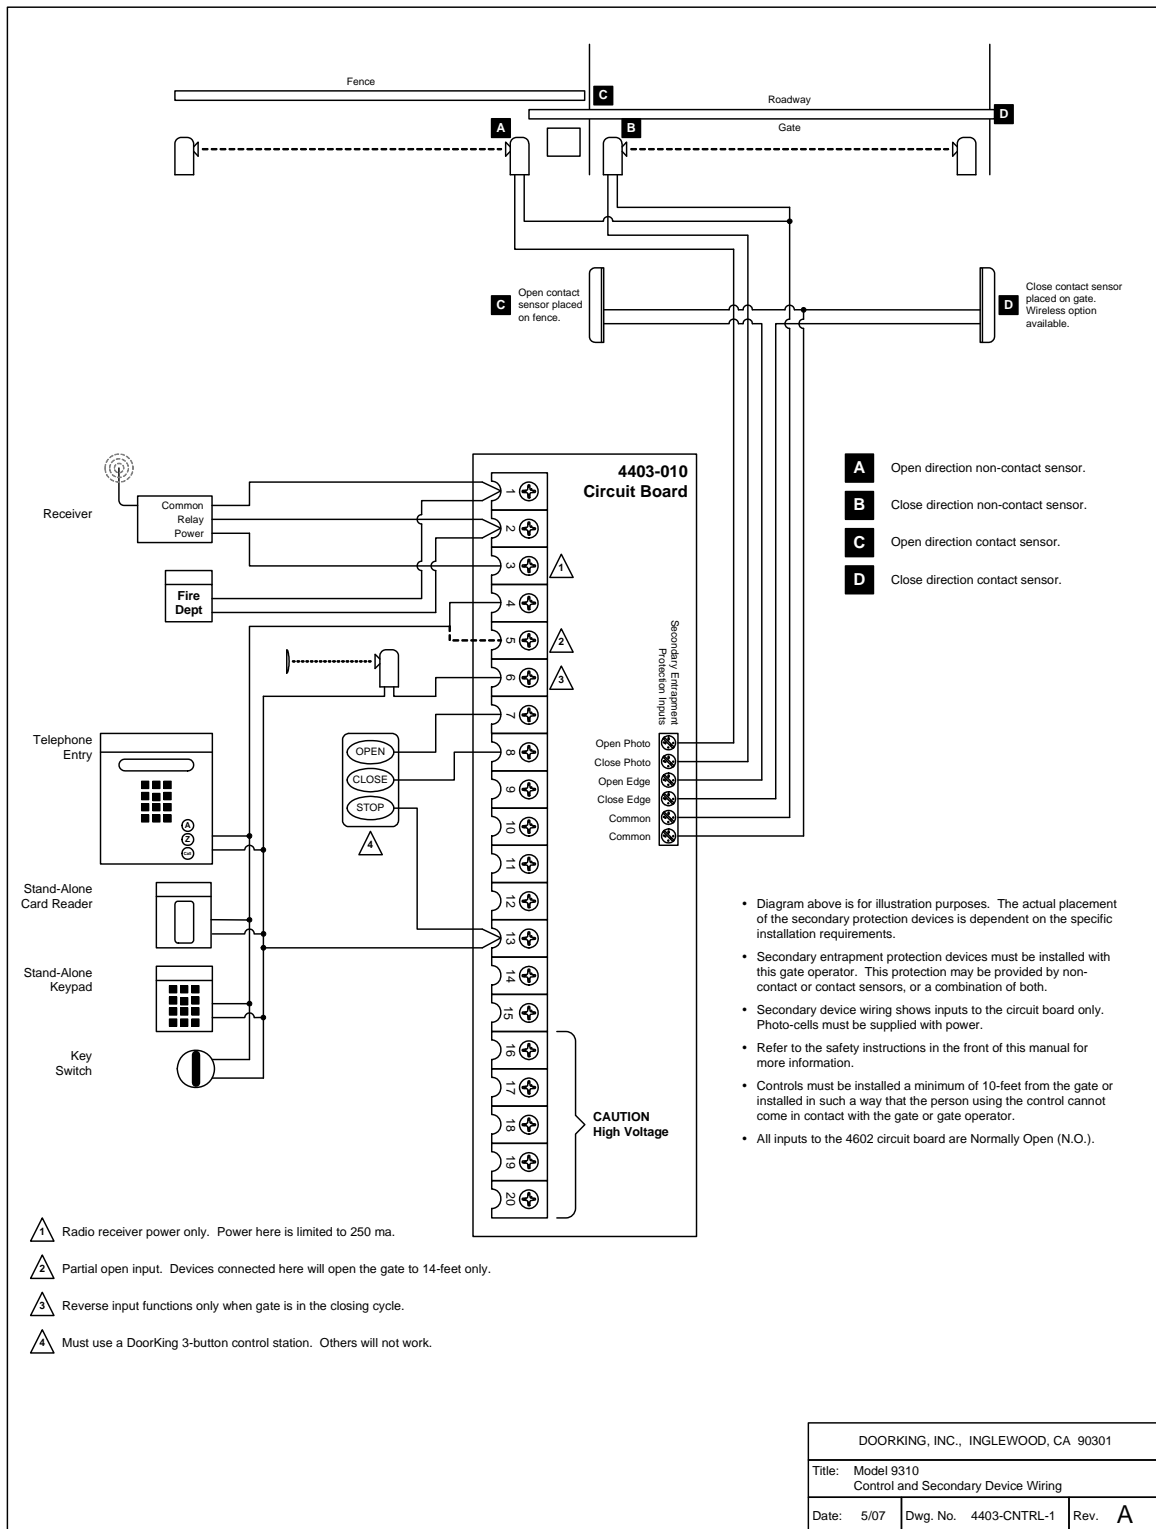 Fence
C
Roadway
D
A
B
Gate
C
Open contact
sensor placed
on fence.
D
Close contact sensor
placed on gate.
Wireless option
available.
4403-010
Circuit Board
A
Open direction non-contact sensor.
B
Close direction non-contact sensor.
C
Open direction contact sensor.
D
Close direction contact sensor.
Receiver
Common
Relay
Power
Fire
Dept
1
2
3
4
5
6
7
8
9
10
11
12
13
14
15
16
17
18
19
20
1
2
3
Secondary Entrapment
Protection Inputs
Open Photo
Close Photo
Open Edge
Close Edge
Common
Common
Telephone
Entry
A
Z
Call
OPEN
CLOSE
STOP
4
Stand-Alone
Card Reader
Stand-Alone
Keypad
Key
Switch
CAUTION
High Voltage
• Diagram above is for illustration purposes. The actual placement
of the secondary protection devices is dependent on the specific
installation requirements.
• Secondary entrapment protection devices must be installed with
this gate operator. This protection may be provided by non-
contact or contact sensors, or a combination of both.
• Secondary device wiring shows inputs to the circuit board only.
Photo-cells must be supplied with power.
• Refer to the safety instructions in the front of this manual for
more information.
• Controls must be installed a minimum of 10-feet from the gate or
installed in such a way that the person using the control cannot
come in contact with the gate or gate operator.
• All inputs to the 4602 circuit board are Normally Open (N.O.).
1 Radio receiver power only. Power here is limited to 250 ma.
2 Partial open input. Devices connected here will open the gate to 14-feet only.
3 Reverse input functions only when gate is in the closing cycle.
4 Must use a DoorKing 3-button control station. Others will not work.
DOORKING, INC., INGLEWOOD, CA 90301
Title: Model 9310
Control and Secondary Device Wiring
Date: 5/07 Dwg. No. 4403-CNTRL-1 Rev. A